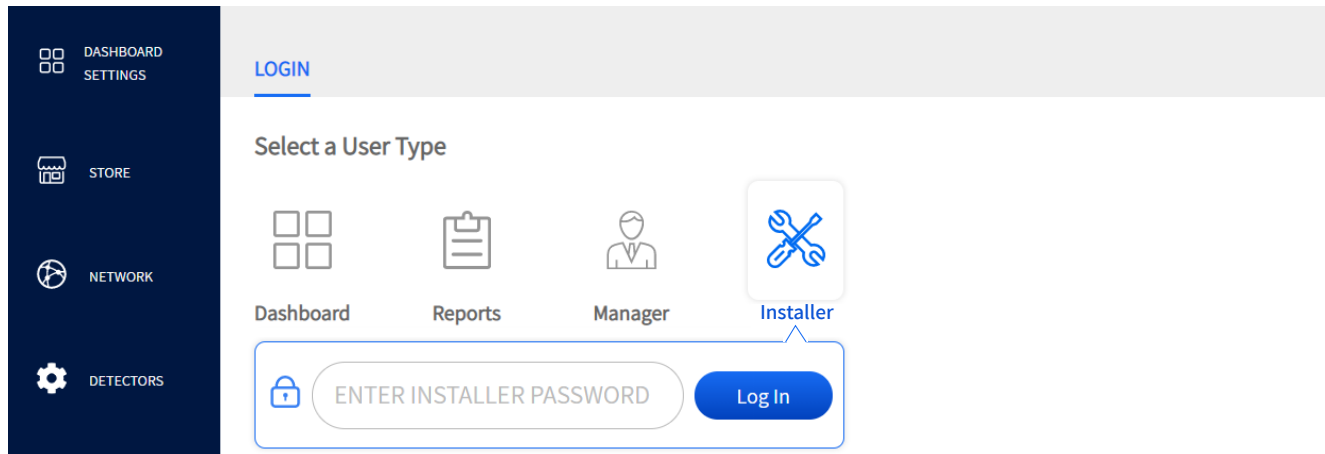 DASHBOARD
SETTINGS
LOGIN
Select a User Type
STORE
NETWORK
DETECTORS
Dashboard
Reports
Manager
Installer
ENTER INSTALLER PASSWORD
Log In